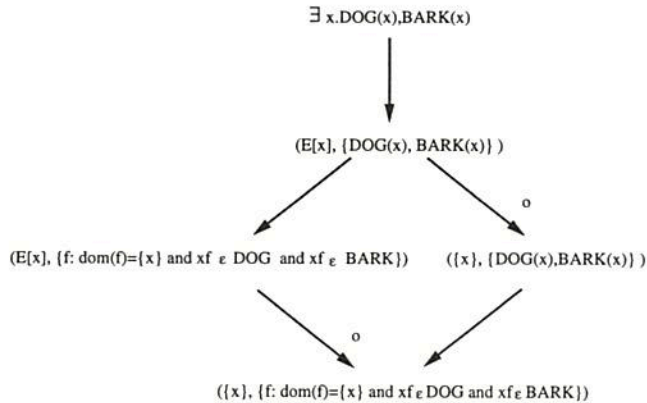 ∃ x.DOG(x),BARK(x)
(E[x], {DOG(x), BARK(x)} )
o
(E[x], {f: dom(f)={x} and xf ε DOG and xf ε BARK})
({x}, {DOG(x),BARK(x)} )
o
({x}, {f: dom(f)={x} and xf ε DOG and xf ε BARK})